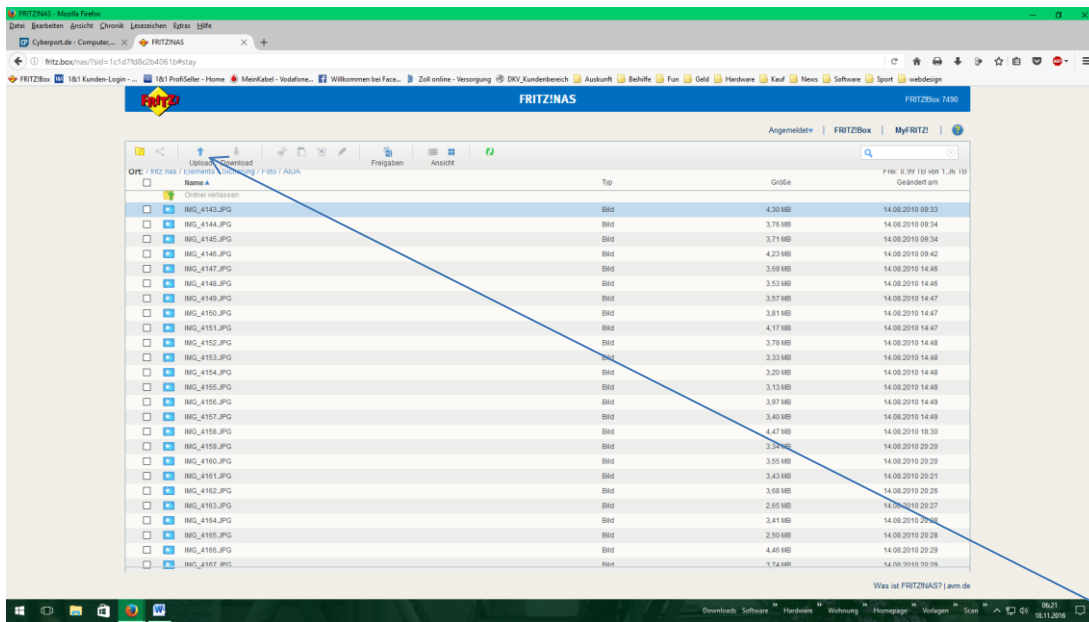 FRITZ!NAS - Mozilla Firefox
Datei Bearbeiten Ansicht Chronik Lesezeichen Extras Hilfe
Cyberport.de - Computer,... FRITZ!NAS
fritz.box/nas/?sid=1c1d7fd8c2b4061b#stay
FRITZ!Box 1&1 Kunden-Login - ... 1&1 ProfiSeller - Home MeinKabel - Vodafone... Willkommen bei Face... Zoll online - Versorgung DKV_Kundenbereich Auskunft Beihilfe Fun Geld Hardware Kauf News Software Sport webdesign
FRITZ! FRITZ!NAS FRITZ!Box 7490
Angemeldet FRITZ!Box MyFRITZ!
Upload Download Freigaben Ansicht
Ort: / fritz.nas / Elements / Sicherung / Foto / AIDA Frei: 0,99 TB von 1,36 TB
Name Typ Größe Geändert am
Ordner verlassen
IMG_4143.JPG Bild 4,30 MB 14.08.2010 09:33
IMG_4144.JPG Bild 3,76 MB 14.08.2010 09:34
IMG_4145.JPG Bild 3,71 MB 14.08.2010 09:34
IMG_4146.JPG Bild 4,23 MB 14.08.2010 09:42
IMG_4147.JPG Bild 3,69 MB 14.08.2010 14:46
IMG_4148.JPG Bild 3,53 MB 14.08.2010 14:46
IMG_4149.JPG Bild 3,57 MB 14.08.2010 14:47
IMG_4150.JPG Bild 3,81 MB 14.08.2010 14:47
IMG_4151.JPG Bild 4,17 MB 14.08.2010 14:47
IMG_4152.JPG Bild 3,78 MB 14.08.2010 14:48
IMG_4153.JPG Bild 3,33 MB 14.08.2010 14:48
IMG_4154.JPG Bild 3,20 MB 14.08.2010 14:48
IMG_4155.JPG Bild 3,13 MB 14.08.2010 14:48
IMG_4156.JPG Bild 3,97 MB 14.08.2010 14:49
IMG_4157.JPG Bild 3,40 MB 14.08.2010 14:49
IMG_4158.JPG Bild 4,47 MB 14.08.2010 18:30
IMG_4159.JPG Bild 3,34 MB 14.08.2010 20:20
IMG_4160.JPG Bild 3,55 MB 14.08.2010 20:20
IMG_4161.JPG Bild 3,43 MB 14.08.2010 20:21
IMG_4162.JPG Bild 3,68 MB 14.08.2010 20:26
IMG_4163.JPG Bild 2,65 MB 14.08.2010 20:27
IMG_4164.JPG Bild 3,41 MB 14.08.2010 20:28
IMG_4165.JPG Bild 2,50 MB 14.08.2010 20:28
IMG_4166.JPG Bild 4,46 MB 14.08.2010 20:29
IMG_4167.JPG Bild 3,74 MB 14.08.2010 20:29
Was ist FRITZ!NAS? | avm.de
Downloads Software Hardware Wohnung Homepage Vorlagen Scan 06:21
18.11.2016